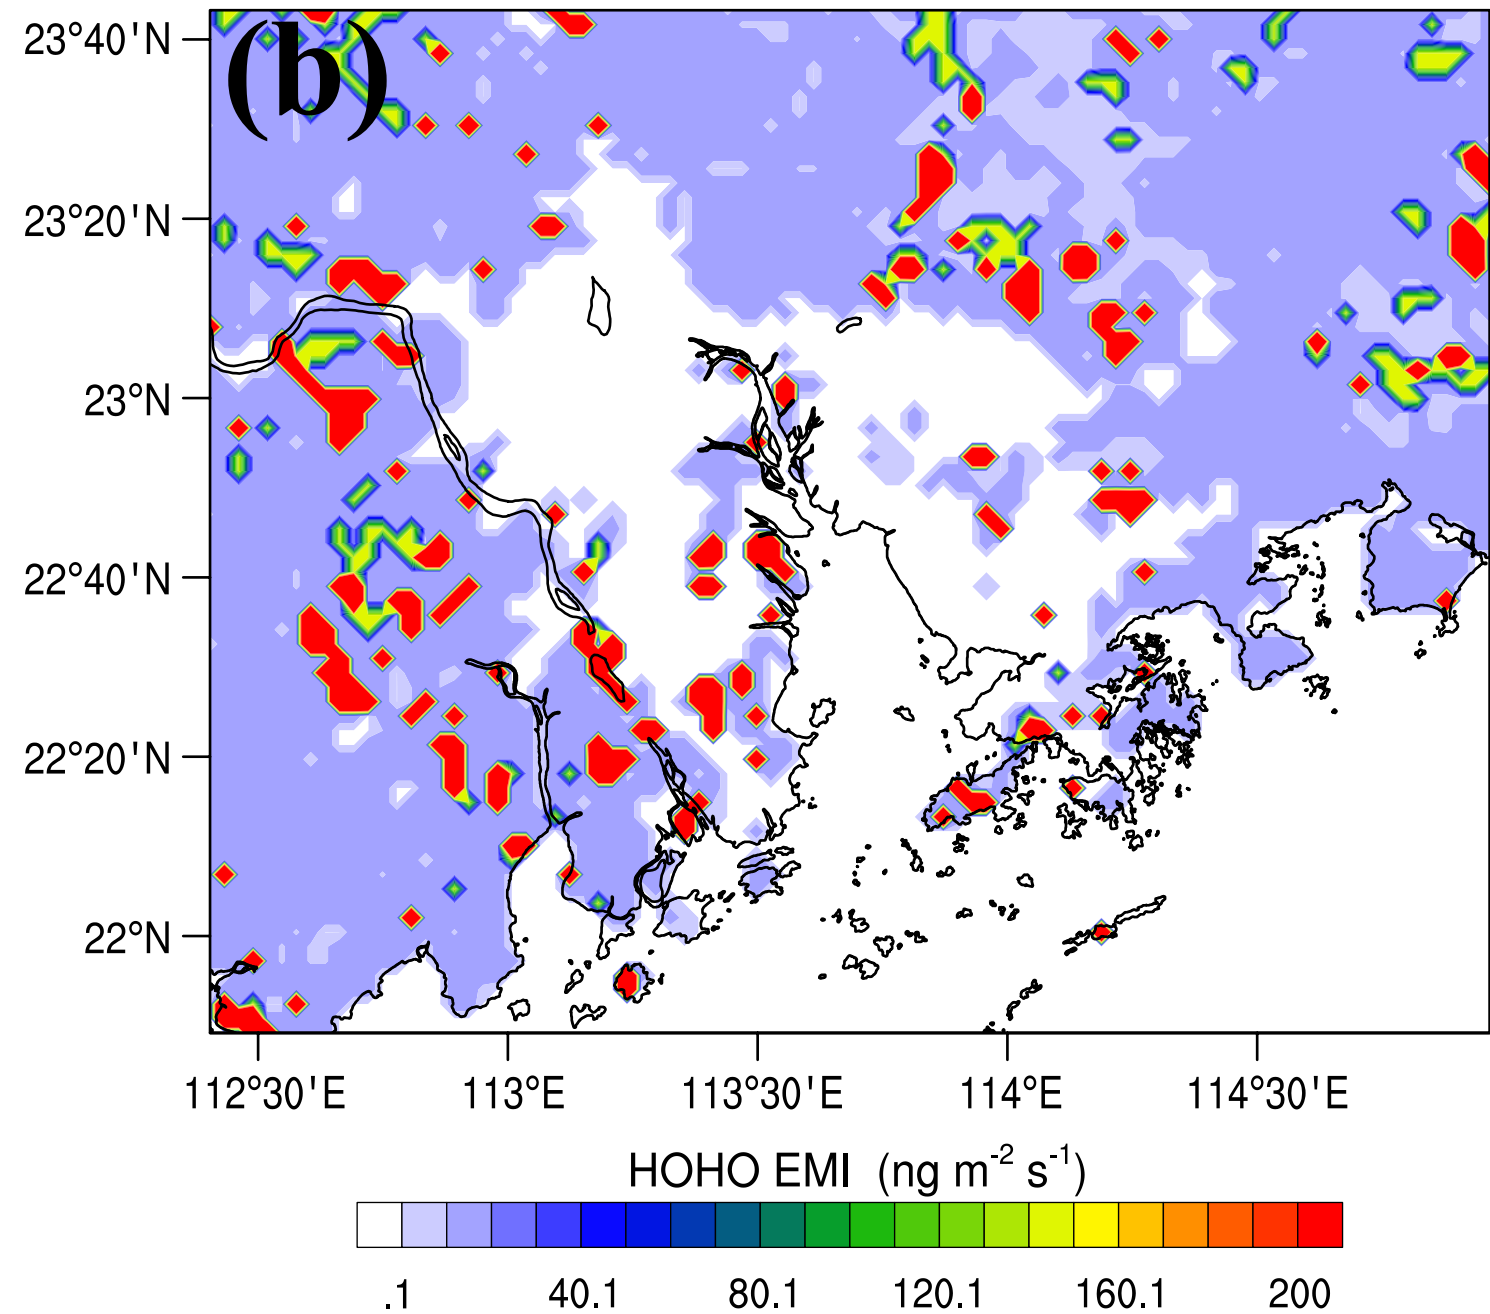 (b)
23°40'N
23°20'N
23°N
22°40'N
22°20'N
22°N
112°30'E 113°E 113°30'E 114°E 114°30'E
HOHO EMI (ng m⁻² s⁻¹)
.1 40.1 80.1 120.1 160.1 200